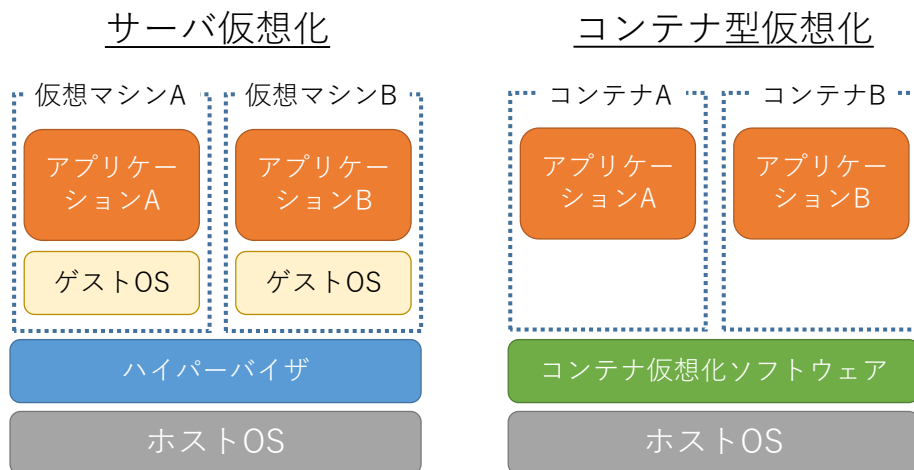 サーバ仮想化
コンテナ型仮想化
仮想マシンA
仮想マシンB
コンテナA
コンテナB
アプリケー
ションA
アプリケー
ションB
アプリケー
ションA
アプリケー
ションB
ゲストOS
ゲストOS
ハイパーバイザ
コンテナ仮想化ソフトウェア
ホストOS
ホストOS